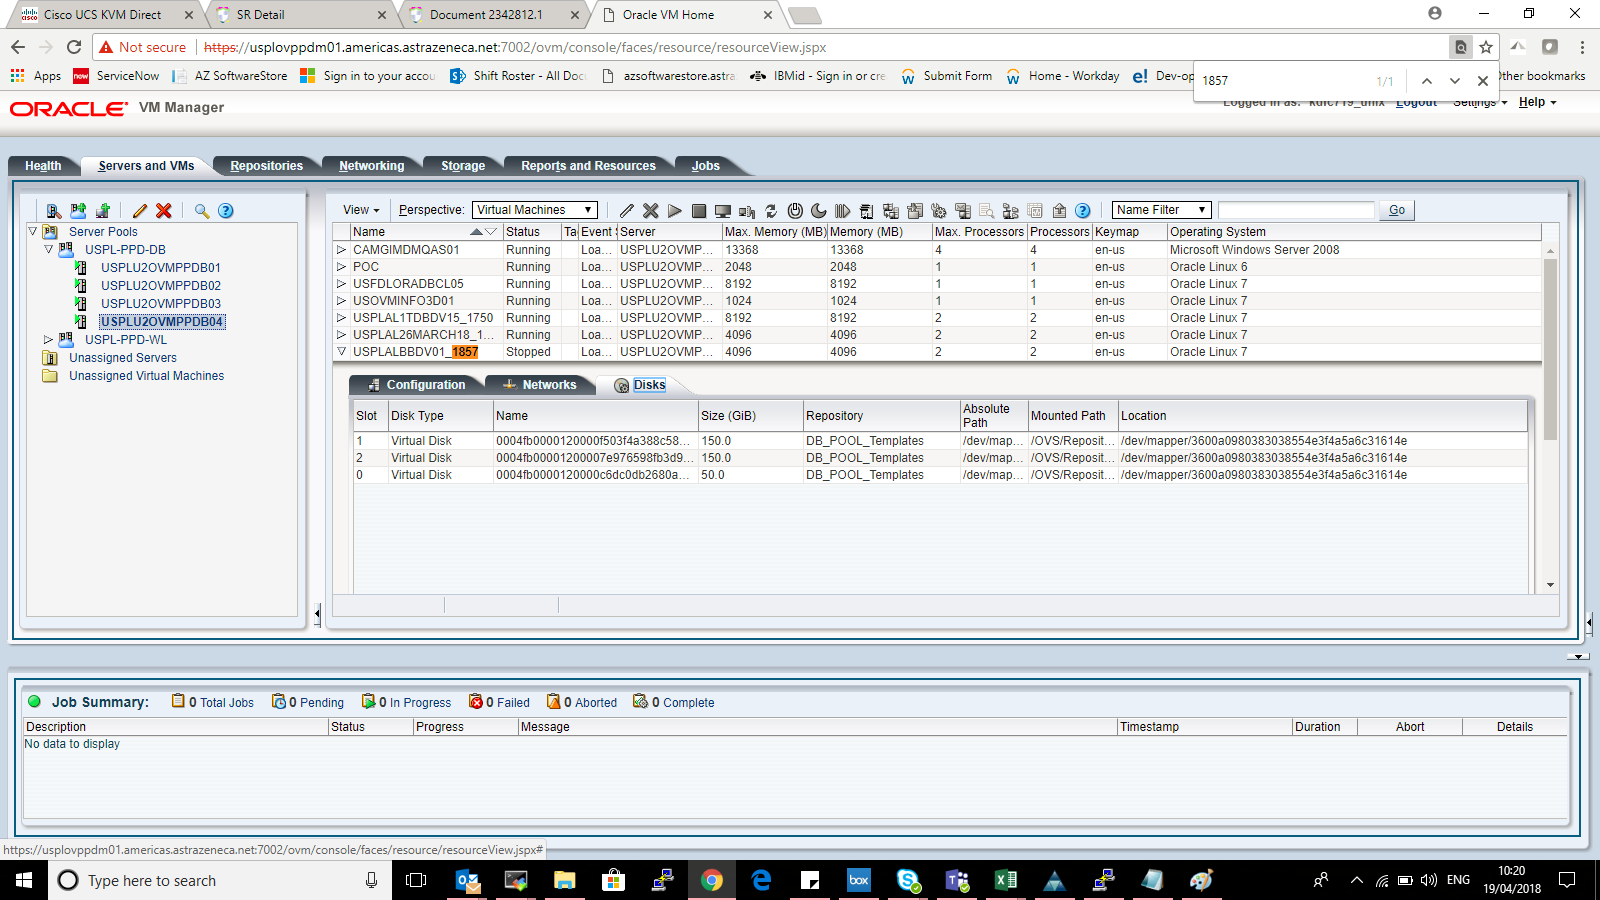 Cisco UCS KVM Direct
SR Detail
Document 2342812.1
Oracle VM Home
Not secure
https://usplovppdm01.americas.astrazeneca.net:7002/ovm/console/faces/resource/resourceView.jspx
Apps
ServiceNow
AZ SoftwareStore
Sign in to your accou
Shift Roster - All Doc
azsoftwarestore.astraz
IBMid - Sign in or cre
Submit Form
Home - Workday
Dev-op
Other bookmarks
1857
1/1
ORACLE VM Manager
Logged in as: kdfc719_unix
Logout
Settings
Help
Health
Servers and VMs
Repositories
Networking
Storage
Reports and Resources
Jobs
View
Perspective:
Virtual Machines
Name Filter
Go
Server Pools
USPL-PPD-DB
USPLU2OVMPPDB01
USPLU2OVMPPDB02
USPLU2OVMPPDB03
USPLU2OVMPPDB04
USPL-PPD-WL
Unassigned Servers
Unassigned Virtual Machines
Name Status Ta Event S Server Max. Memory (MB) Memory (MB) Max. Processors Processors Keymap Operating System
CAMGIMDMQAS01 Running Loa... USPLU2OVMP... 13368 13368 4 4 en-us Microsoft Windows Server 2008
POC Running Loa... USPLU2OVMP... 2048 2048 1 1 en-us Oracle Linux 6
USFDLORADBCL05 Running Loa... USPLU2OVMP... 8192 8192 1 1 en-us Oracle Linux 7
USOVMINFO3D01 Running Loa... USPLU2OVMP... 1024 1024 1 1 en-us Oracle Linux 7
USPLAL1TDBDV15_1750 Running Loa... USPLU2OVMP... 8192 8192 2 2 en-us Oracle Linux 7
USPLAL26MARCH18_1... Running Loa... USPLU2OVMP... 4096 4096 2 2 en-us Oracle Linux 7
USPLALBBDV01_1857 Stopped Loa... USPLU2OVMP... 4096 4096 2 2 en-us Oracle Linux 7
Configuration
Networks
Disks
Slot Disk Type Name Size (GiB) Repository Absolute Path Mounted Path Location
1 Virtual Disk 0004fb0000120000f503f4a388c58... 150.0 DB_POOL_Templates /dev/map... /OVS/Reposit... /dev/mapper/3600a0980383038554e3f4a5a6c31614e
2 Virtual Disk 0004fb00001200007e976598fb3d9... 150.0 DB_POOL_Templates /dev/map... /OVS/Reposit... /dev/mapper/3600a0980383038554e3f4a5a6c31614e
0 Virtual Disk 0004fb0000120000c6dc0db2680a... 50.0 DB_POOL_Templates /dev/map... /OVS/Reposit... /dev/mapper/3600a0980383038554e3f4a5a6c31614e
Job Summary: 0 Total Jobs 0 Pending 0 In Progress 0 Failed 0 Aborted 0 Complete
Description Status Progress Message Timestamp Duration Abort Details
No data to display
https://usplovppdm01.americas.astrazeneca.net:7002/ovm/console/faces/resource/resourceView.jspx#
Type here to search
box
ENG
10:20
19/04/2018